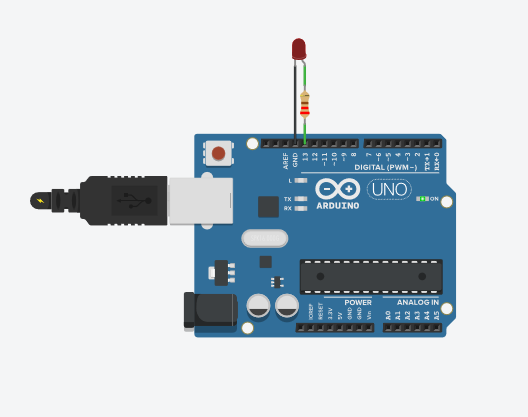 AREF
GND
13
12
~11
~10
~9
8
7
~6
~5
4
~3
2
TX→1
RX←0
DIGITAL (PWM~)
L
TX
RX
UNO
ARDUINO
ON
IOREF
RESET
3.3V
5V
GND
GND
Vin
POWER
ANALOG IN
A0
A1
A2
A3
A4
A5